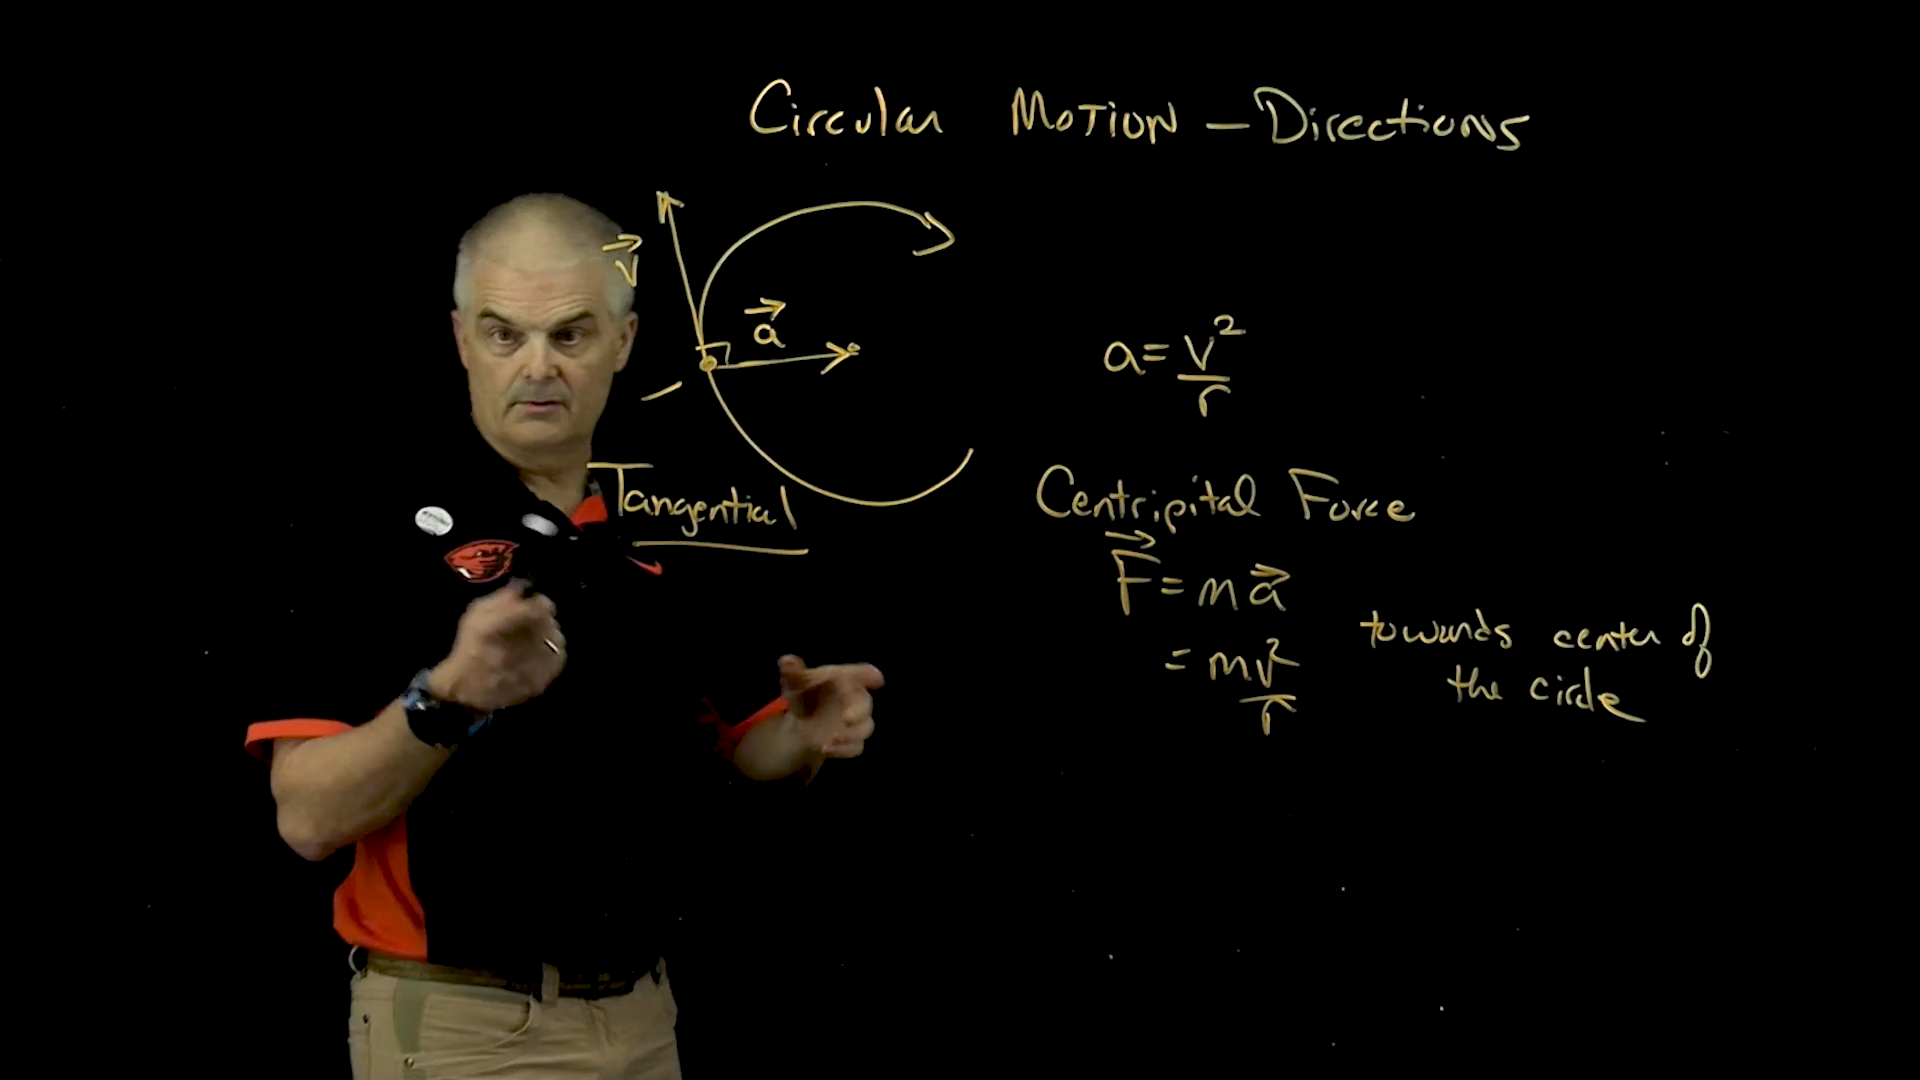 Circular Motion — Directions
v
a
Tangential
a = v²/r
Centripital Force
F = ma
= mv²/r
towards center of
the circle